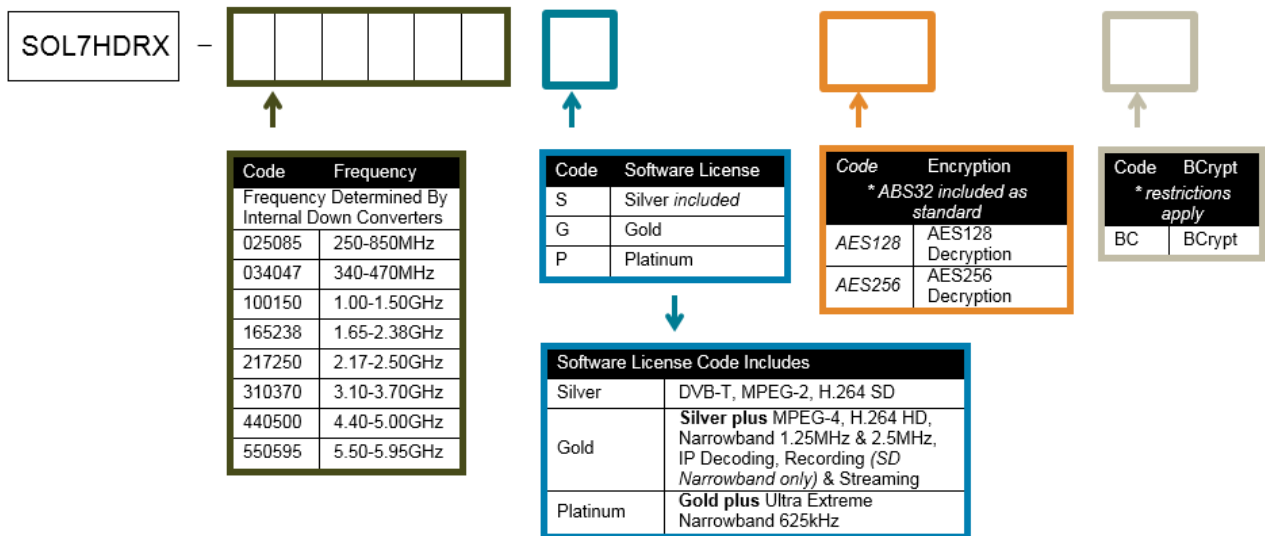 SOL7HDRX –
Code Frequency
Frequency Determined By
Internal Down Converters
025085 250-850MHz
034047 340-470MHz
100150 1.00-1.50GHz
165238 1.65-2.38GHz
217250 2.17-2.50GHz
310370 3.10-3.70GHz
440500 4.40-5.00GHz
550595 5.50-5.95GHz
Code Software License
S Silver included
G Gold
P Platinum
Software License Code Includes
Silver DVB-T, MPEG-2, H.264 SD
Gold Silver plus MPEG-4, H.264 HD,
Narrowband 1.25MHz & 2.5MHz,
IP Decoding, Recording (SD
Narrowband only) & Streaming
Platinum Gold plus Ultra Extreme
Narrowband 625kHz
Code Encryption
* ABS32 included as
standard
AES128 AES128
Decryption
AES256 AES256
Decryption
Code BCrypt
* restrictions
apply
BC BCrypt